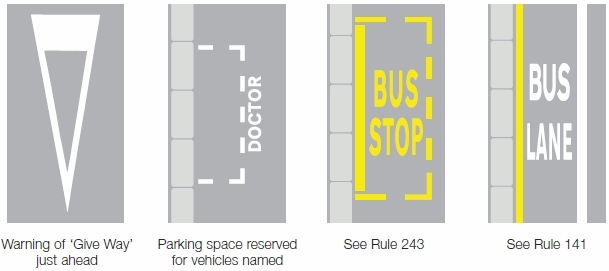 DOCTOR
BUS
STOP
BUS
LANE
Warning of ‘Give Way’
just ahead
Parking space reserved
for vehicles named
See Rule 243
See Rule 141